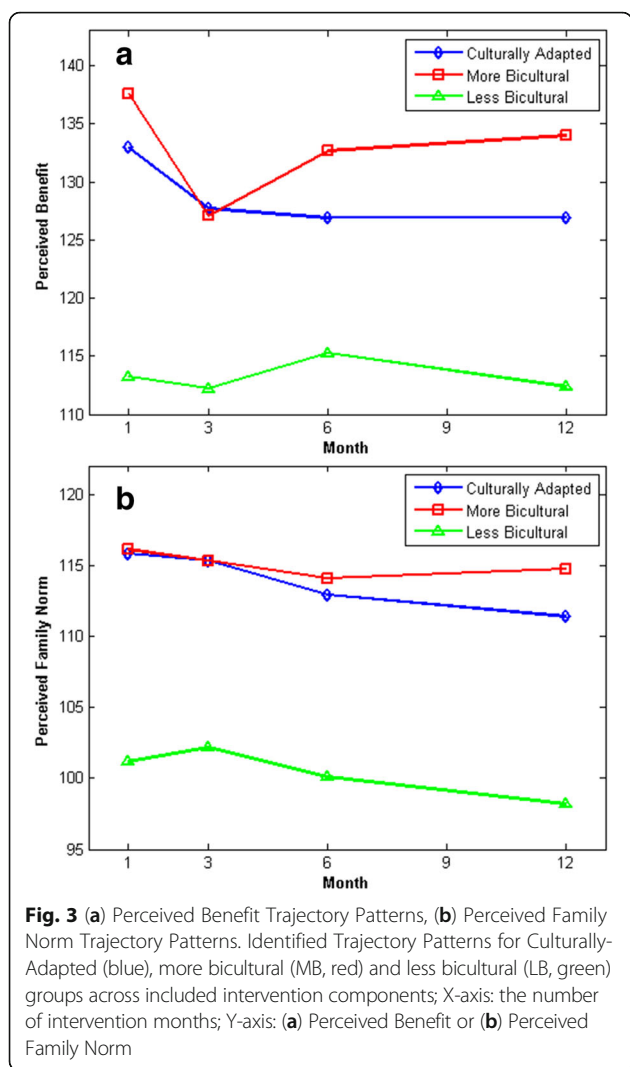 a
Culturally Adapted
More Bicultural
Less Bicultural
140
135
130
125
120
115
110
Perceived Benefit
1 3 6 9 12
Month
b
Culturally Adapted
More Bicultural
Less Bicultural
120
115
110
105
100
95
Perceived Family Norm
1 3 6 9 12
Month
Fig. 3 (a) Perceived Benefit Trajectory Patterns, (b) Perceived Family
Norm Trajectory Patterns. Identified Trajectory Patterns for Culturally-
Adapted (blue), more bicultural (MB, red) and less bicultural (LB, green)
groups across included intervention components; X-axis: the number
of intervention months; Y-axis: (a) Perceived Benefit or (b) Perceived
Family Norm